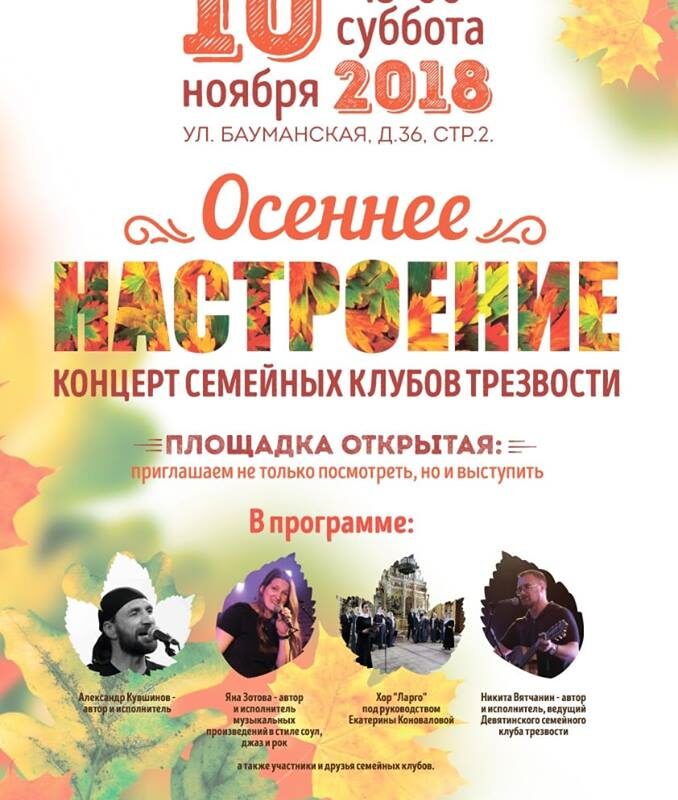 10
суббота
ноября 2018
УЛ. БАУМАНСКАЯ, Д.36, СТР.2.
Осеннее
НАСТРОЕНИЕ
КОНЦЕРТ СЕМЕЙНЫХ КЛУБОВ ТРЕЗВОСТИ
ПЛОЩАДКА ОТКРЫТАЯ:
приглашаем не только посмотреть, но и выступить
В программе:
Александр Кувшинов -
автор и исполнитель
Яна Зотова - автор
и исполнитель
музыкальных
произведений в стиле соул,
джаз и рок
Хор "Ларго"
под руководством
Екатерины Коноваловой
Никита Вятчанин - автор
и исполнитель, ведущий
Девятинского семейного
клуба трезвости
а также участники и друзья семейных клубов.